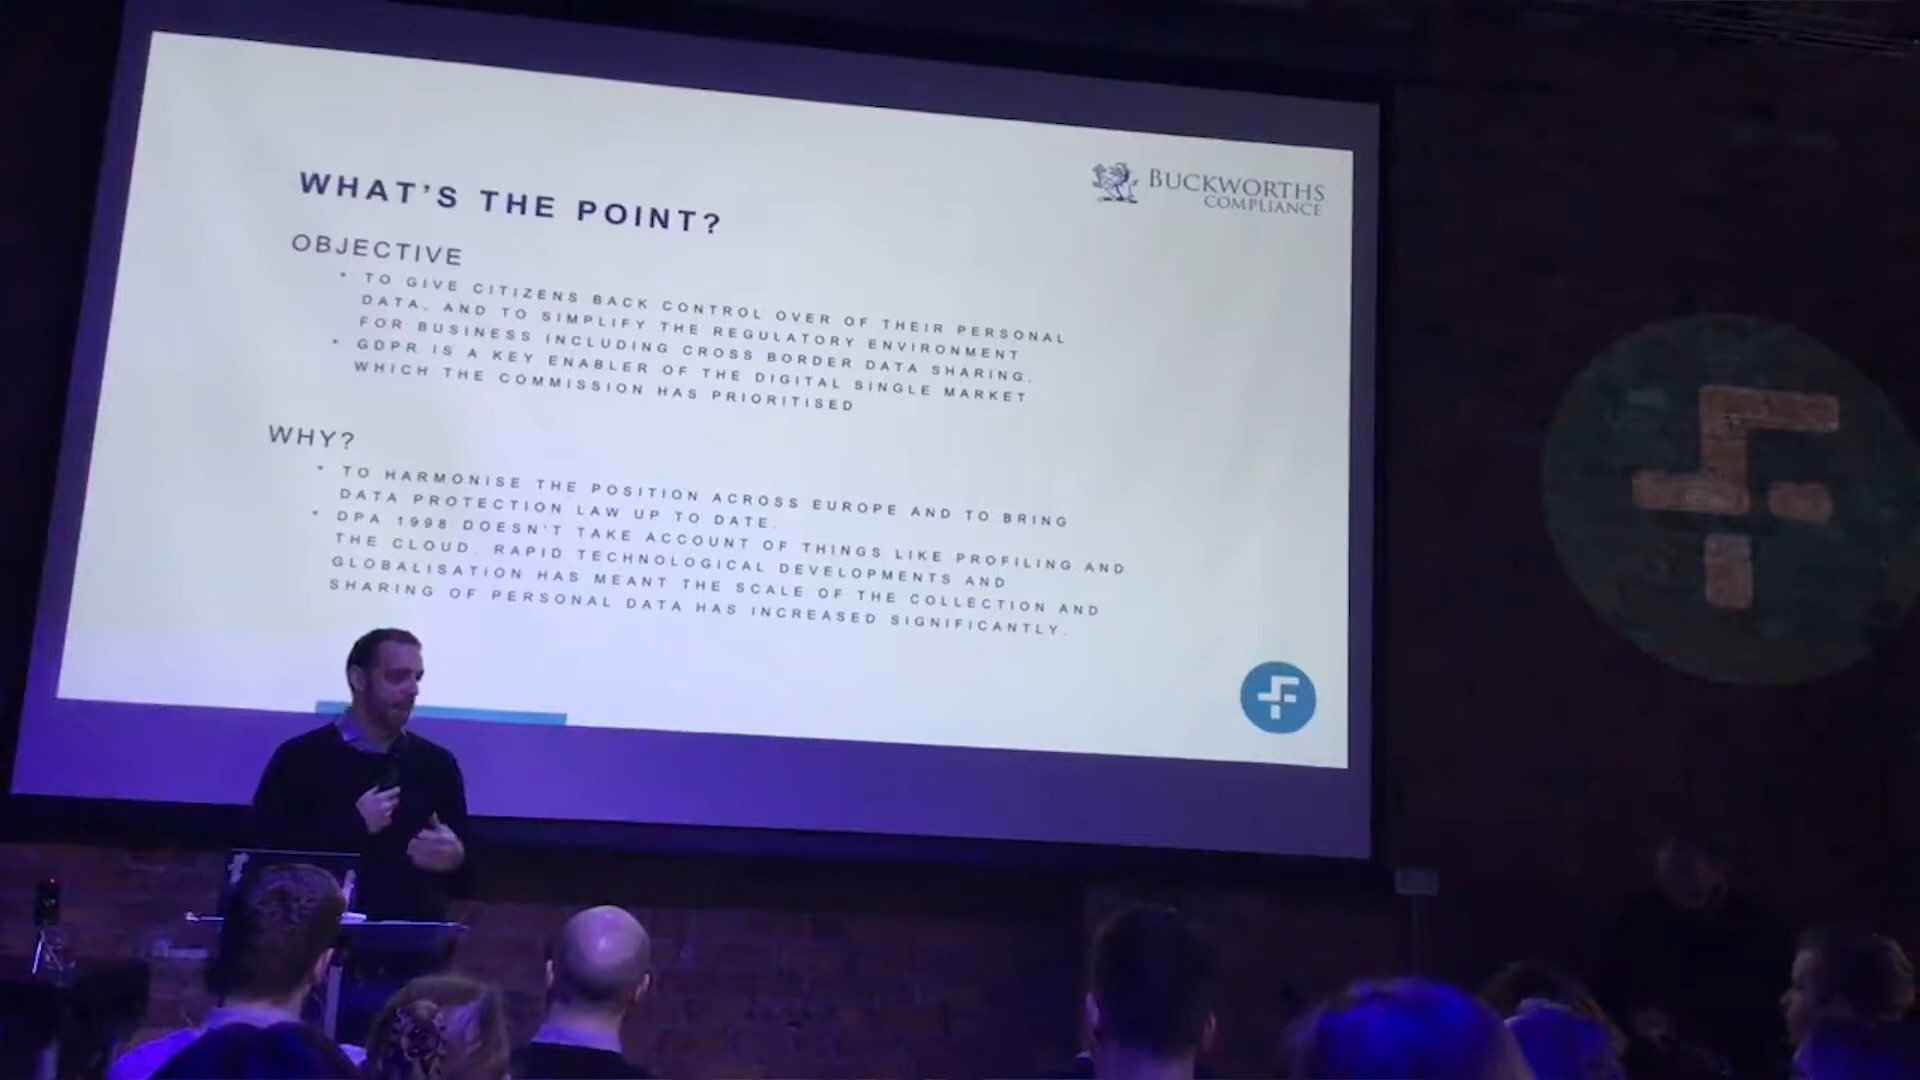 WHAT'S THE POINT?
BUCKWORTHS
COMPLIANCE
OBJECTIVE
• TO GIVE CITIZENS BACK CONTROL OVER OF THEIR PERSONAL
DATA, AND TO SIMPLIFY THE REGULATORY ENVIRONMENT
FOR BUSINESS INCLUDING CROSS BORDER DATA SHARING.
• GDPR IS A KEY ENABLER OF THE DIGITAL SINGLE MARKET
WHICH THE COMMISSION HAS PRIORITISED
WHY?
• TO HARMONISE THE POSITION ACROSS EUROPE AND TO BRING
DATA PROTECTION LAW UP TO DATE.
• DPA 1998 DOESN'T TAKE ACCOUNT OF THINGS LIKE PROFILING AND
THE CLOUD. RAPID TECHNOLOGICAL DEVELOPMENTS AND
GLOBALISATION HAS MEANT THE SCALE OF THE COLLECTION AND
SHARING OF PERSONAL DATA HAS INCREASED SIGNIFICANTLY.